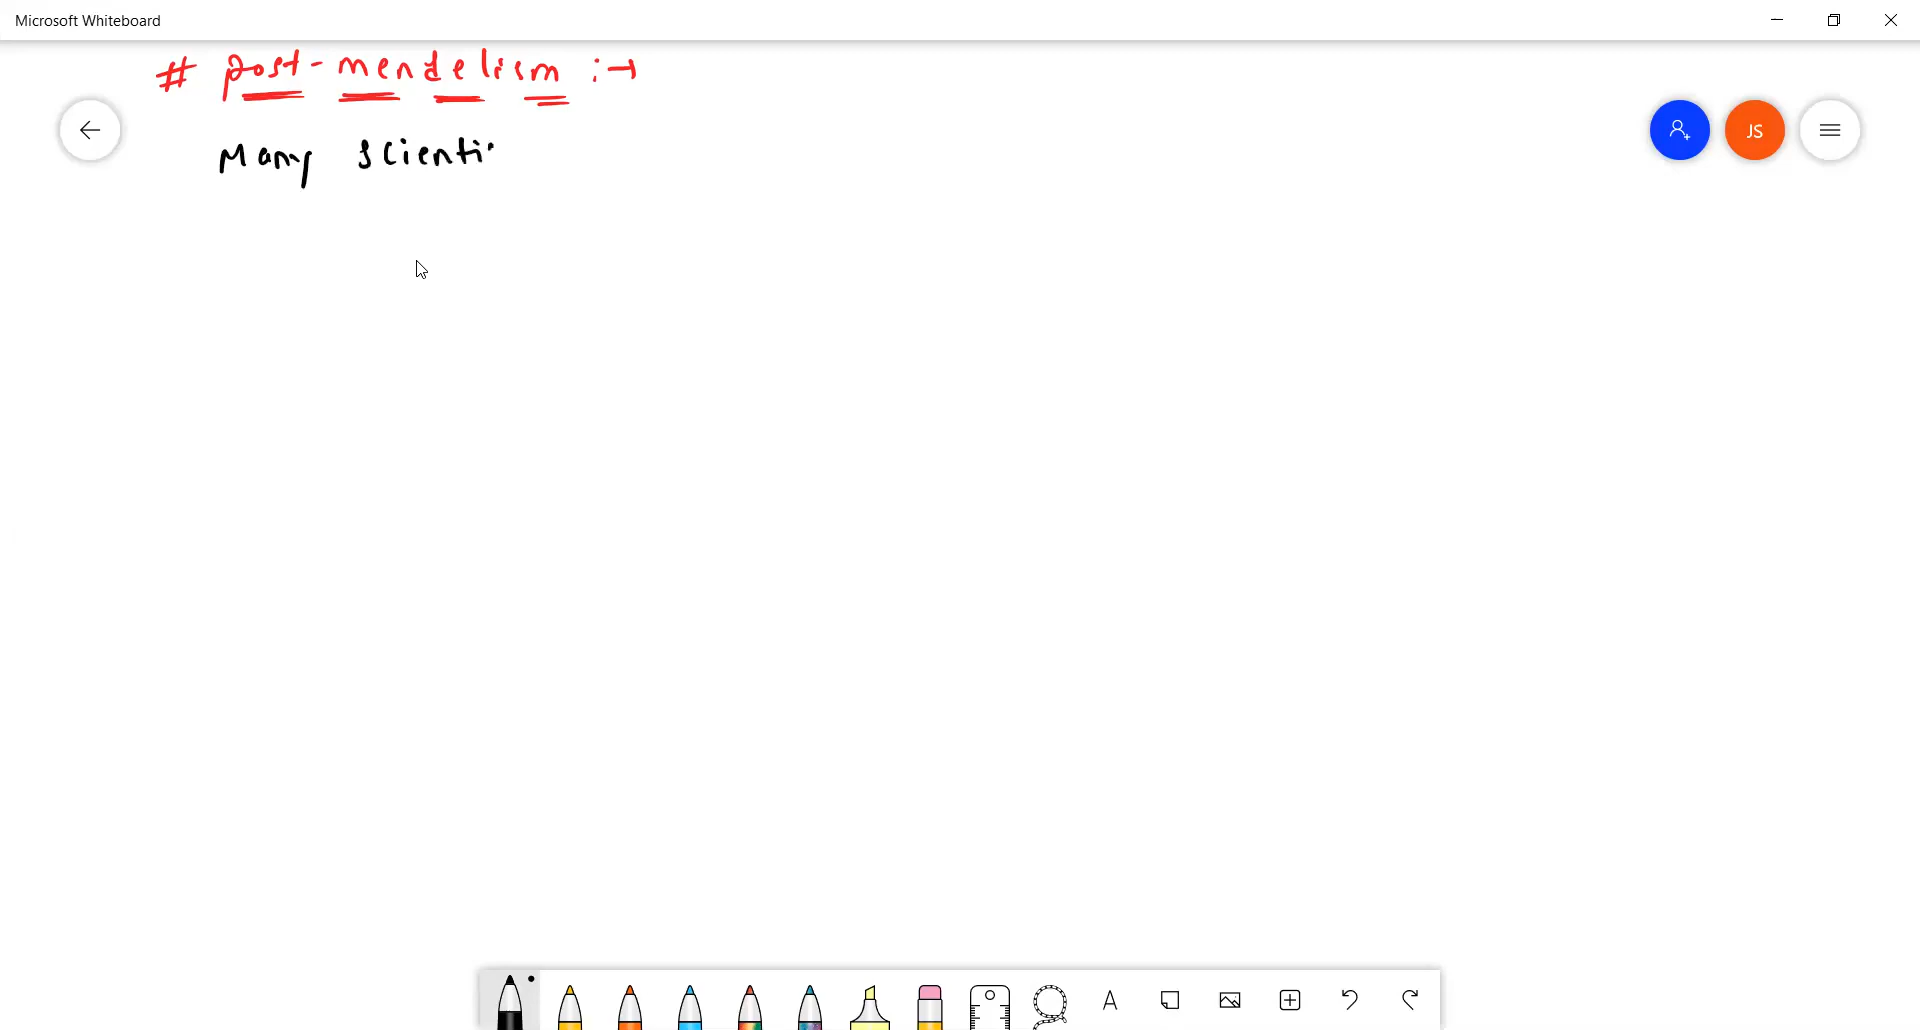 Microsoft Whiteboard
# post-mendelism :→
JS
Many scienti